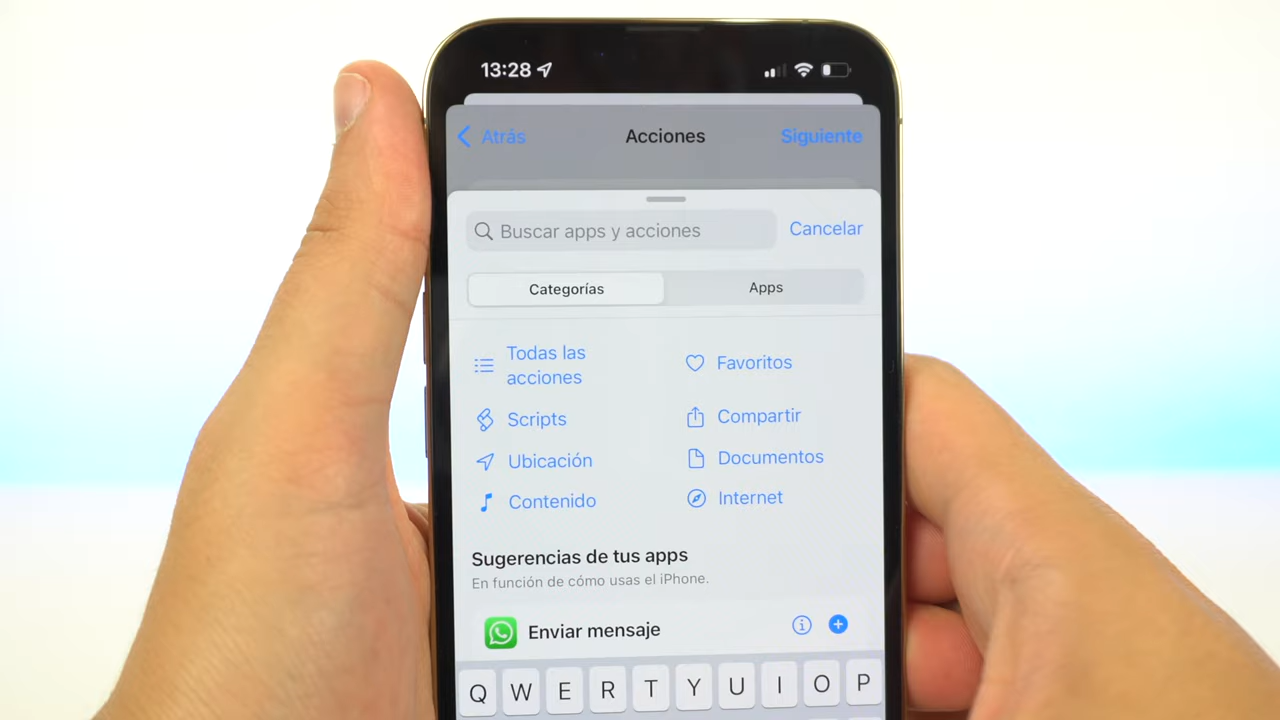 13:28
Atrás
Acciones
Siguiente
Buscar apps y acciones
Cancelar
Categorías
Apps
Todas las
acciones
Favoritos
Scripts
Compartir
Ubicación
Documentos
Contenido
Internet
Sugerencias de tus apps
En función de cómo usas el iPhone.
Enviar mensaje
Q W E R T Y U I O P